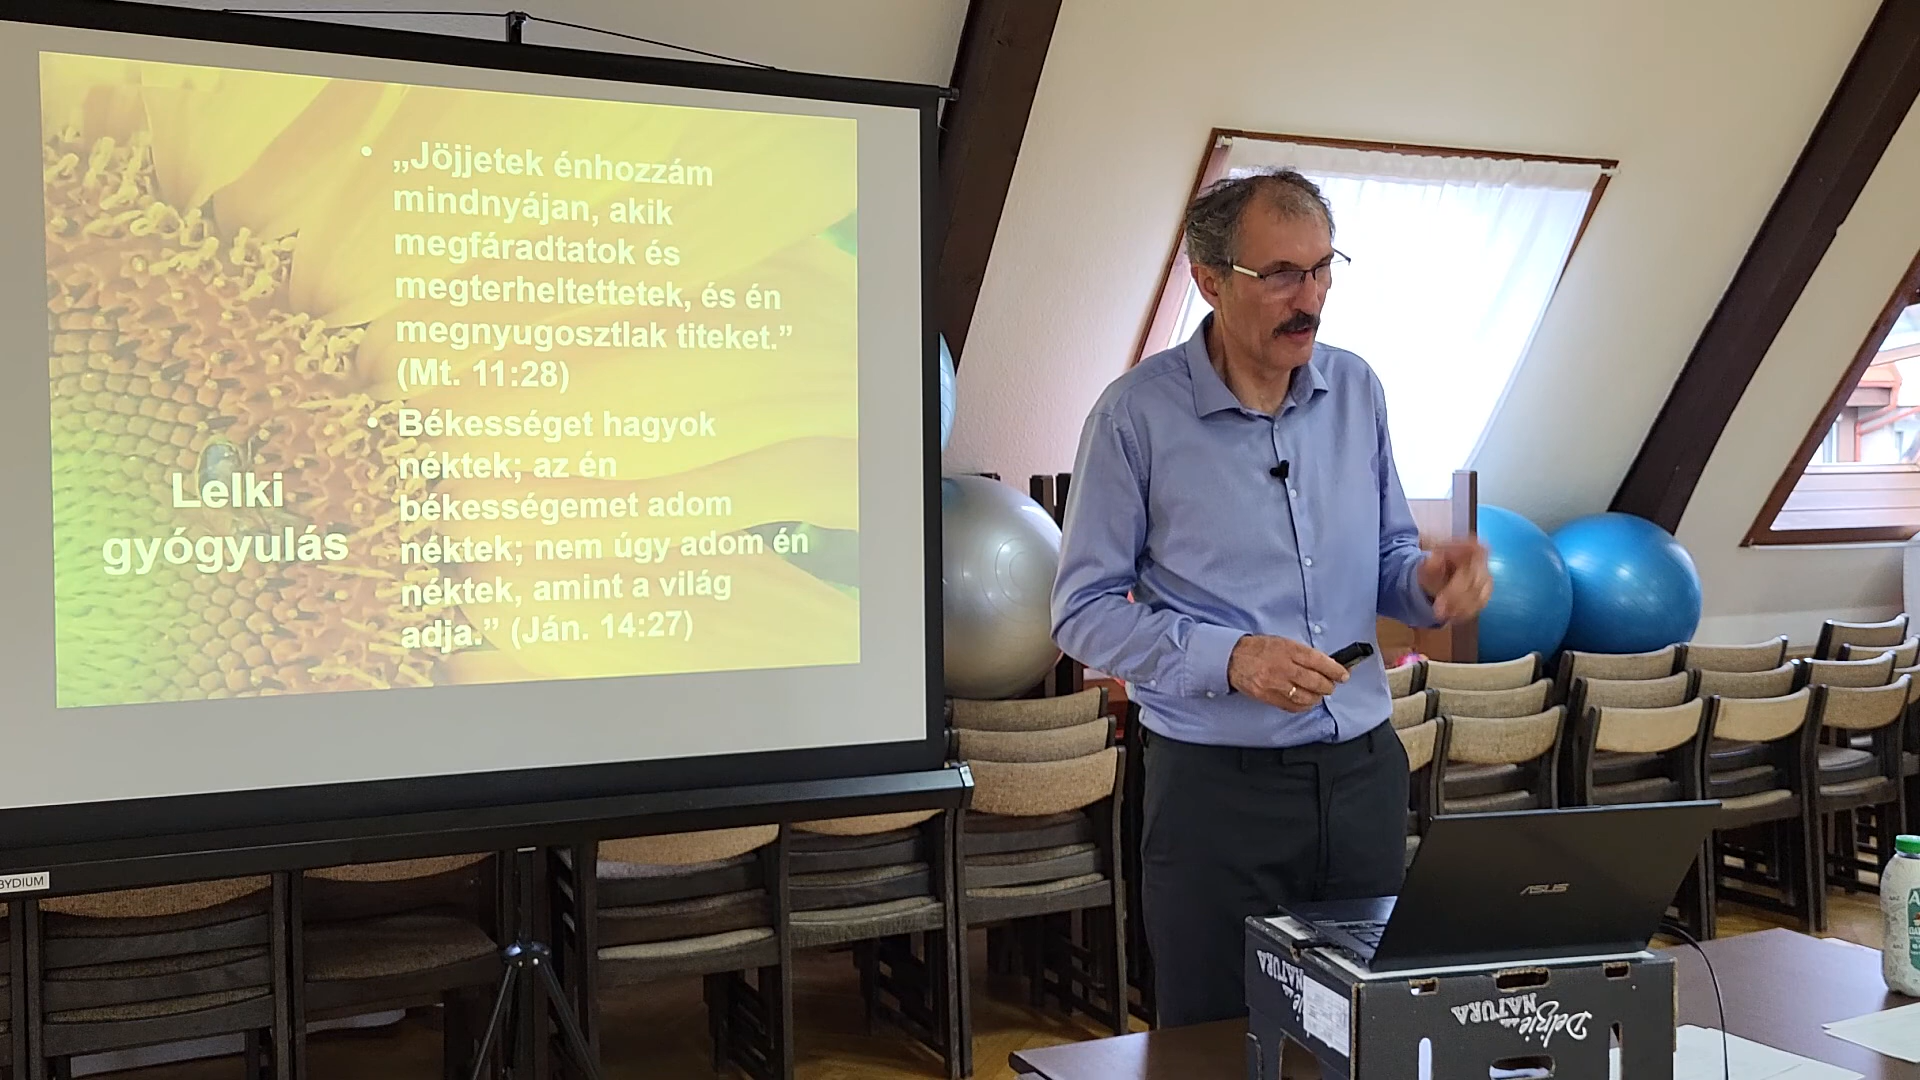 „Jöjjetek énhozzám
mindnyájan, akik
megfáradtatok és
megterheltettetek, és én
megnyugosztlak titeket.”
(Mt. 11:28)
Békességet hagyok
néktek; az én
békességemet adom
néktek; nem úgy adom én
néktek, amint a világ
adja.” (Ján. 14:27)
Lelki
gyógyulás
BYDIUM
ASUS
NATURA
Delizie
NATURA